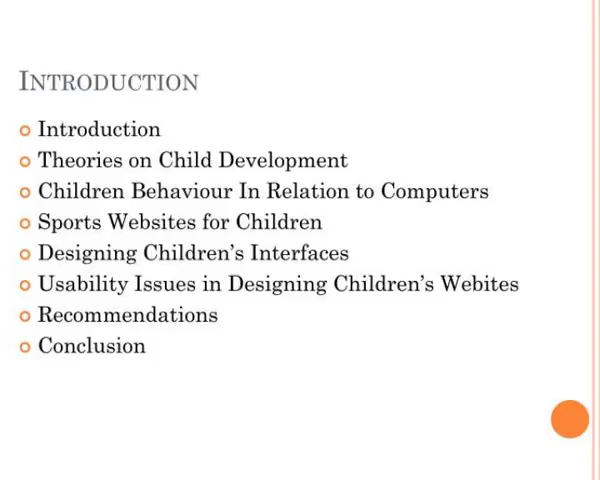 INTRODUCTION
Introduction
Theories on Child Development
Children Behaviour In Relation to Computers
Sports Websites for Children
Designing Children’s Interfaces
Usability Issues in Designing Children’s Webites
Recommendations
Conclusion